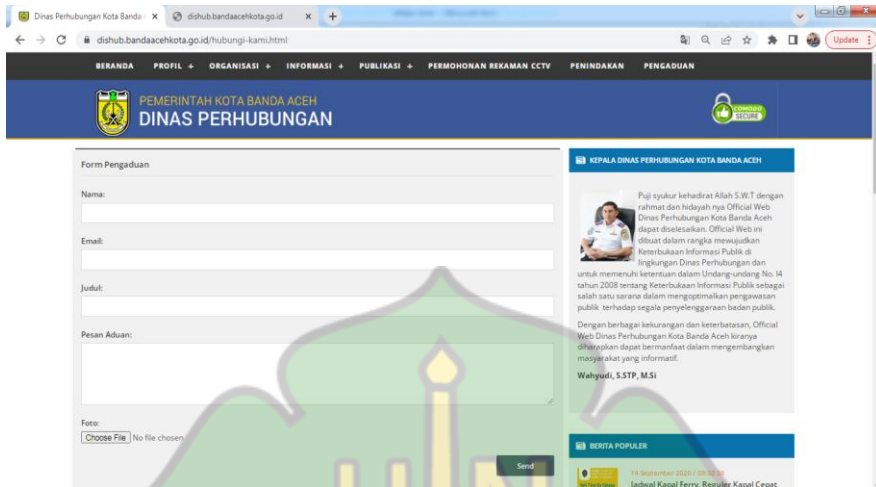 Dinas Perhubungan Kota Banda
dishub.bandaacehkota.go.id
dishub.bandaacehkota.go.id/hubungi-kami.html
Update
BERANDA PROFIL + ORGANISASI + INFORMASI + PUBLIKASI + PERMOHONAN REKAMAN CCTV PENINDAKAN PENGADUAN
PEMERINTAH KOTA BANDA ACEH
DINAS PERHUBUNGAN
COMODO
SECURE
Form Pengaduan
Nama:
Email:
Judul:
Pesan Aduan:
Foto:
Choose File No file chosen
Send
KEPALA DINAS PERHUBUNGAN KOTA BANDA ACEH
Puji syukur kehadirat Allah S.W.T dengan
rahmat dan hidayah nya Official Web
Dinas Perhubungan Kota Banda Aceh
dapat diselesaikan. Official Web ini
dibuat dalam rangka mewujudkan
Keterbukaan Informasi Publik di
lingkungan Dinas Perhubungan dan
untuk memenuhi ketentuan dalam Undang-undang No. 14
tahun 2008 tentang Keterbukaan Informasi Publik sebagai
salah satu sarana dalam mengoptimalkan pengawasan
publik terhadap segala penyelenggaraan badan publik.
Dengan berbagai kekurangan dan keterbatasan, Official
Web Dinas Perhubungan Kota Banda Aceh kiranya
diharapkan dapat bermanfaat dalam mengembangkan
masyarakat yang informatif.
Wahyudi, S.STP, M.Si
BERITA POPULER
14 September 2020 /
Jadwal Kapal Ferry Reguler Kapal Cepat